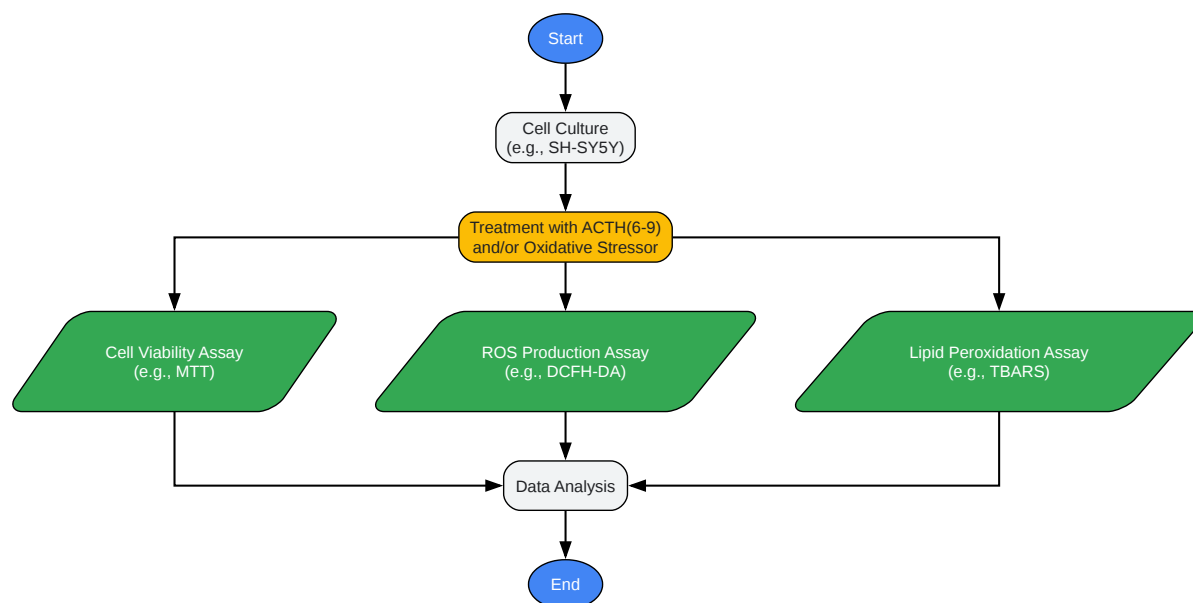 Start
Cell Culture
(e.g., SH-SY5Y)
Treatment with ACTH(6-9)
and/or Oxidative Stressor
Cell Viability Assay
(e.g., MTT)
ROS Production Assay
(e.g., DCFH-DA)
Lipid Peroxidation Assay
(e.g., TBARS)
Data Analysis
End